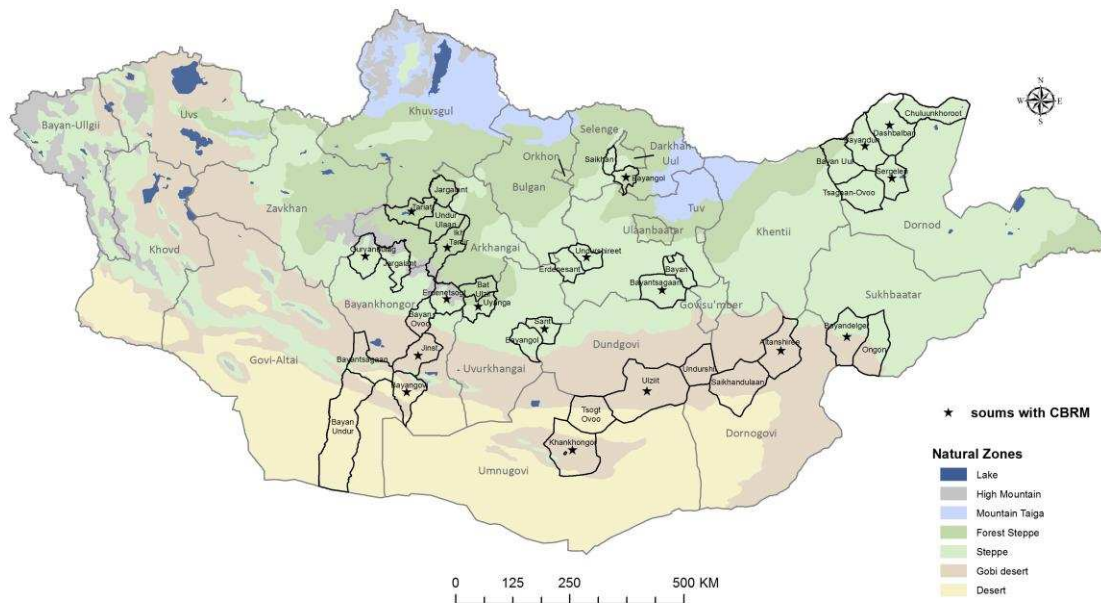 N
W E
S
Bayan-Ullgii
Uvs
Khuvsgul
Selenge
Darkhan
Uul
Orkhon
Saikhan
Bayangol
Bulgan
Tuv
Zavkhan
Jargalant
Tariat
Undur
Ulaan
Ikh
Tamir
Arkhangai
Ulaanbaatar
Khentii
Chuluunkhoroot
Dashbalbar
Bayandun
Bayan Uul
Sergelen
Tsagaan-Ovoo
Dornod
Khovd
Jargalant
Undurshireet
Erdenesant
Bayan
Bayantsagaan
Erdenetsogt
Bat
Ulzii
Uyanga
Bayankhongor
Bayan
Ovoo
Sant
Bayangol
Govisu'mber
Sukhbaatar
Govi-Altai
Bayantsagaan
Jinst
Bayangovi
Bayan
Undur
Uvurkhangai
Dundgovi
Altanshiree
Bayandelger
Ongon
Undurshil
Ulziit
Saikhandulaan
Tsogt
Ovoo
Khankhongor
Umnugovi
Dornogovi
soums with CBRM
Natural Zones
Lake
High Mountain
Mountain Taiga
Forest Steppe
Steppe
Gobi desert
Desert
0 125 250 500 KM